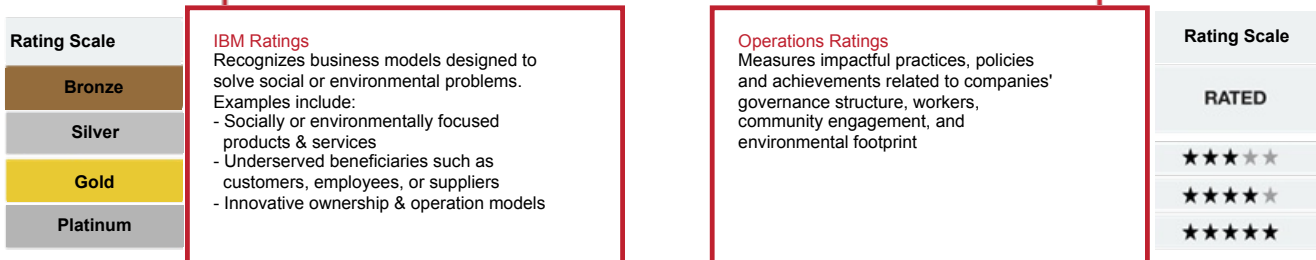 Rating Scale
Bronze
Silver
Gold
Platinum
IBM Ratings
Recognizes business models designed to
solve social or environmental problems.
Examples include:
- Socially or environmentally focused
products & services
- Underserved beneficiaries such as
customers, employees, or suppliers
- Innovative ownership & operation models
Operations Ratings
Measures impactful practices, policies
and achievements related to companies'
governance structure, workers,
community engagement, and
environmental footprint
Rating Scale
RATED
★★★★★
★★★★★
★★★★★